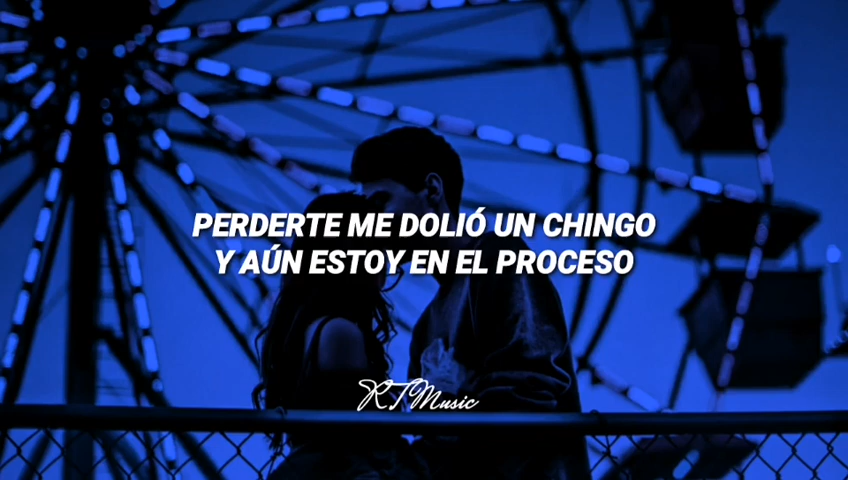 PERDERTE ME DOLIÓ UN CHINGO
Y AÚN ESTOY EN EL PROCESO
RTMusic